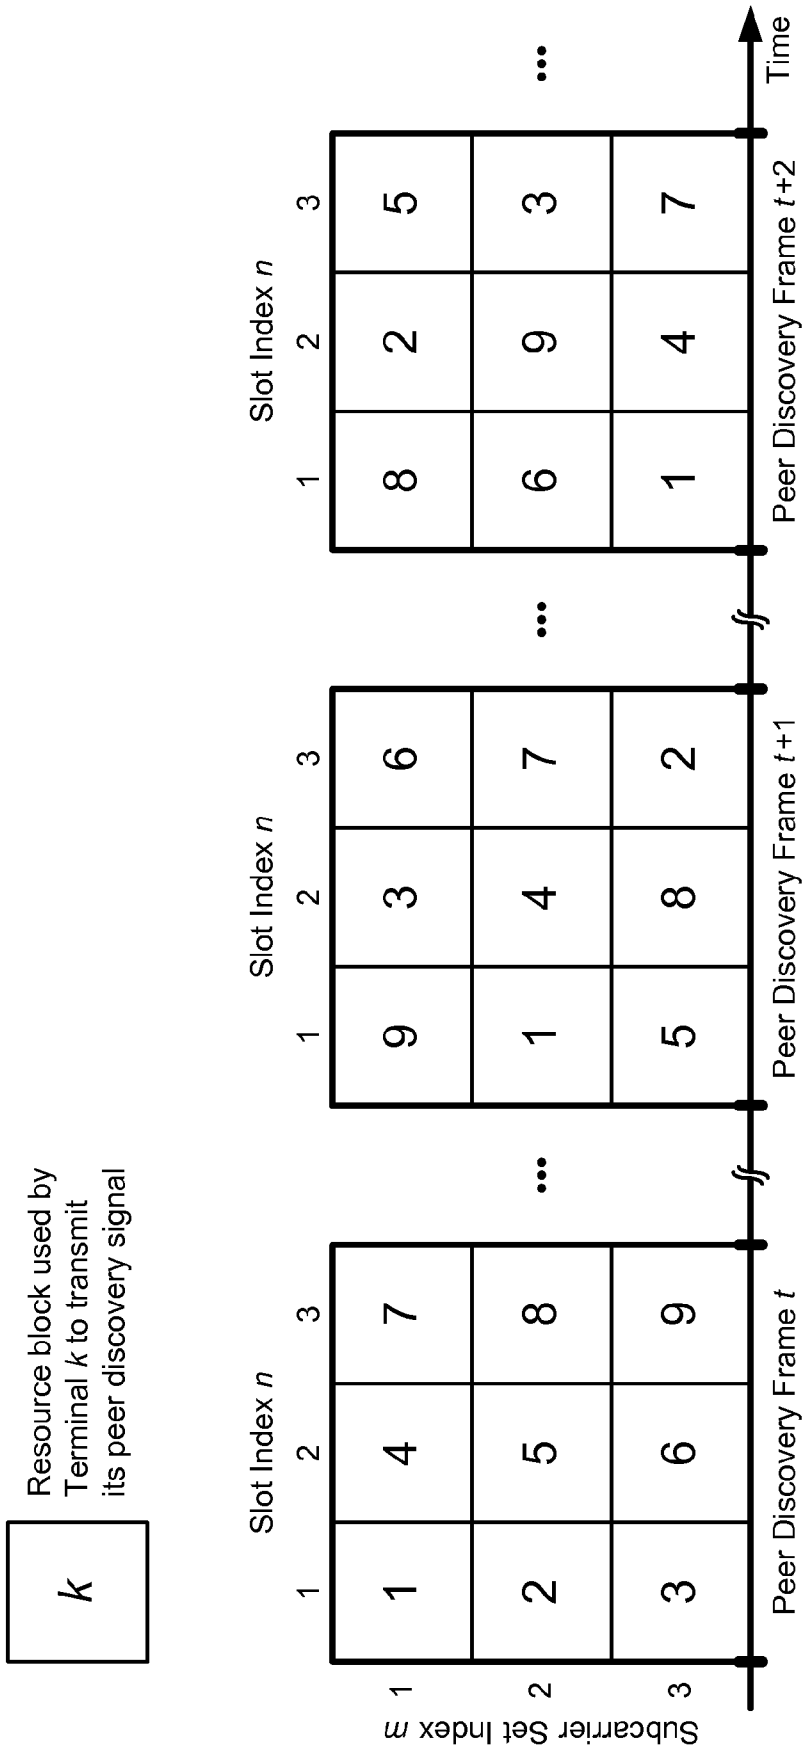 k
Resource block used by
Terminal k to transmit
its peer discovery signal
Slot Index n Slot Index n Slot Index n
1 2 3 1 2 3 1 2 3
Subcarrier Set Index m
1 1 4 7 9 3 6 8 2 5
2 2 5 8 ... 1 4 7 ... 6 9 3 ...
3 3 6 9 5 8 2 1 4 7
Peer Discovery Frame t Peer Discovery Frame t+1 Peer Discovery Frame t+2 Time